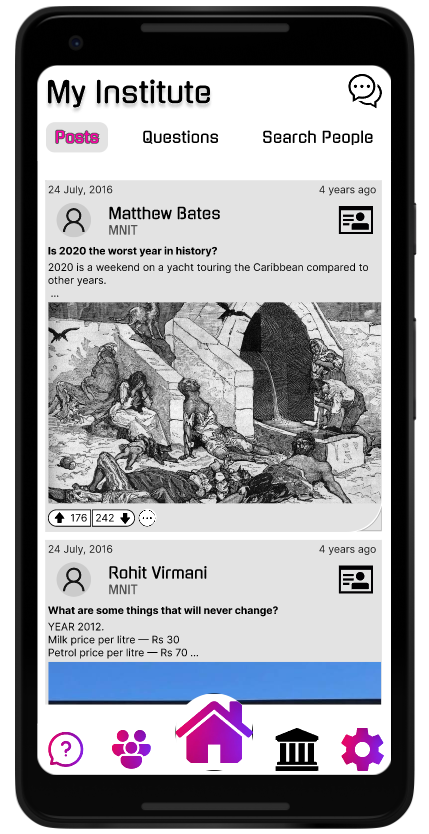 My Institute
Posts Questions Search People
24 July, 2016 4 years ago
Matthew Bates
MNIT
Is 2020 the worst year in history?
2020 is a weekend on a yacht touring the Caribbean compared to
other years.
...
176 242
24 July, 2016 4 years ago
Rohit Virmani
MNIT
What are some things that will never change?
YEAR 2012.
Milk price per litre — Rs 30
Petrol price per litre — Rs 70 ...
?